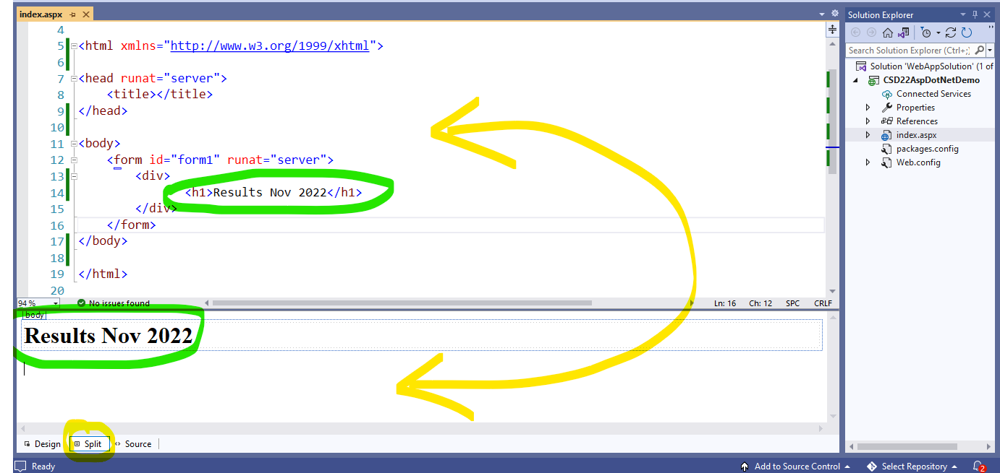 index.aspx
4
5 <html xmlns="http://www.w3.org/1999/xhtml">
6
7 <head runat="server">
8 <title></title>
9 </head>
10
11 <body>
12 <form id="form1" runat="server">
13 <div>
14 <h1>Results Nov 2022</h1>
15 </div>
16 </form>
17 </body>
18
19 </html>
20
94 % No issues found Ln: 16 Ch: 12 SPC CRLF
body
Results Nov 2022
Design Split Source
Solution Explorer
Search Solution Explorer (Ctrl+;)
Solution 'WebAppSolution' (1 of
CSD22AspDotNetDemo
Connected Services
Properties
References
index.aspx
packages.config
Web.config
Ready Add to Source Control Select Repository 2